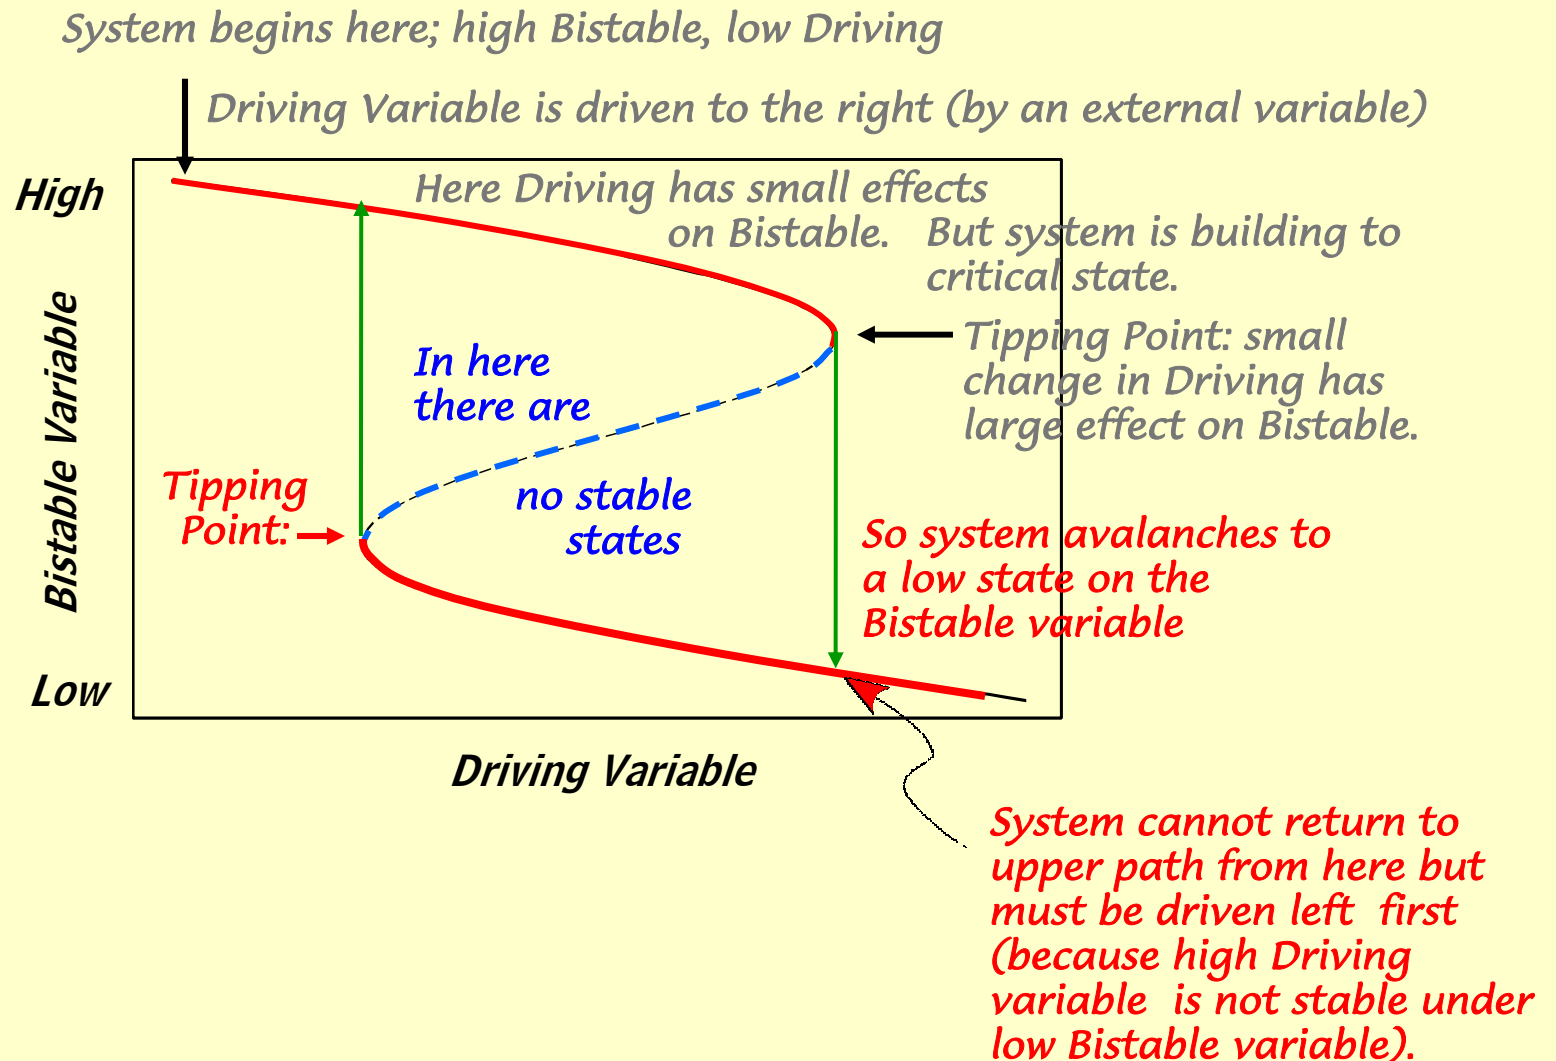 System begins here; high Bistable, low Driving
Driving Variable is driven to the right (by an external variable)
High
Here Driving has small effects
on Bistable.
But system is building to
critical state.
Tipping Point: small
change in Driving has
large effect on Bistable.
In here
there are
no stable
states
Bistable Variable
Tipping
Point:
So system avalanches to
a low state on the
Bistable variable
Low
Driving Variable
System cannot return to
upper path from here but
must be driven left first
(because high Driving
variable is not stable under
low Bistable variable).